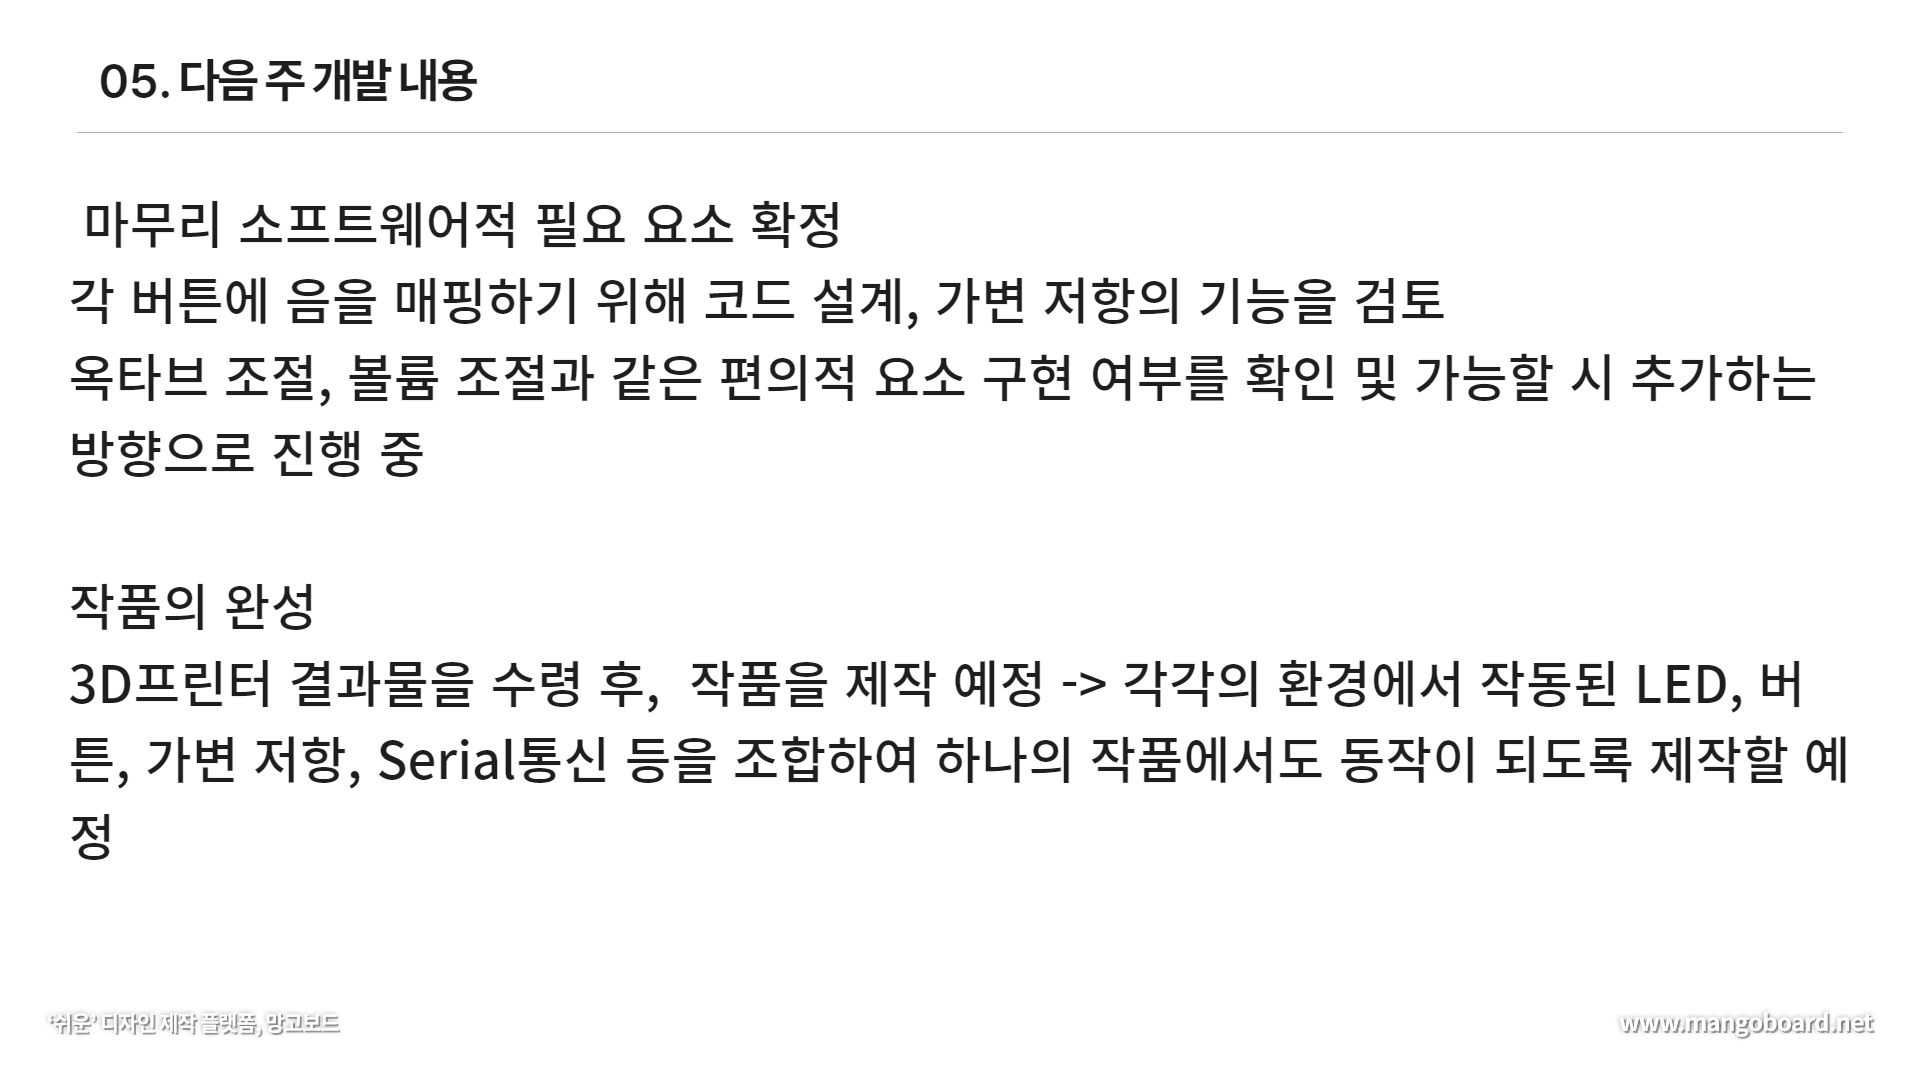 05. 다음 주 개발 내용
마무리 소프트웨어적 필요 요소 확정
각 버튼에 음을 매핑하기 위해 코드 설계, 가변 저항의 기능을 검토
옥타브 조절, 볼륨 조절과 같은 편의적 요소 구현 여부를 확인 및 가능할 시 추가하는
방향으로 진행 중
작품의 완성
3D프린터 결과물을 수령 후,  작품을 제작 예정 -> 각각의 환경에서 작동된 LED, 버
튼, 가변 저항, Serial통신 등을 조합하여 하나의 작품에서도 동작이 되도록 제작할 예
정
‘쉬운’ 디자인 제작 플랫폼, 망고보드
www.mangoboard.net